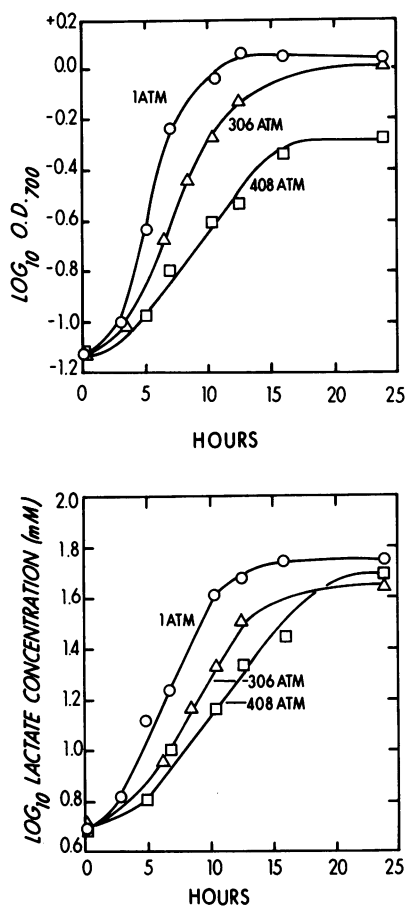 LOG10 O.D.700
+0.2
0.0
-0.2
-0.4
-0.6
-0.8
-1.0
-1.2
1ATM
306 ATM
408 ATM
0 5 10 15 20 25
HOURS
LOG10 LACTATE CONCENTRATION (mM)
2.0
1.8
1.6
1.4
1.2
1.0
0.8
0.6
1ATM
306 ATM
408 ATM
0 5 10 15 20 25
HOURS